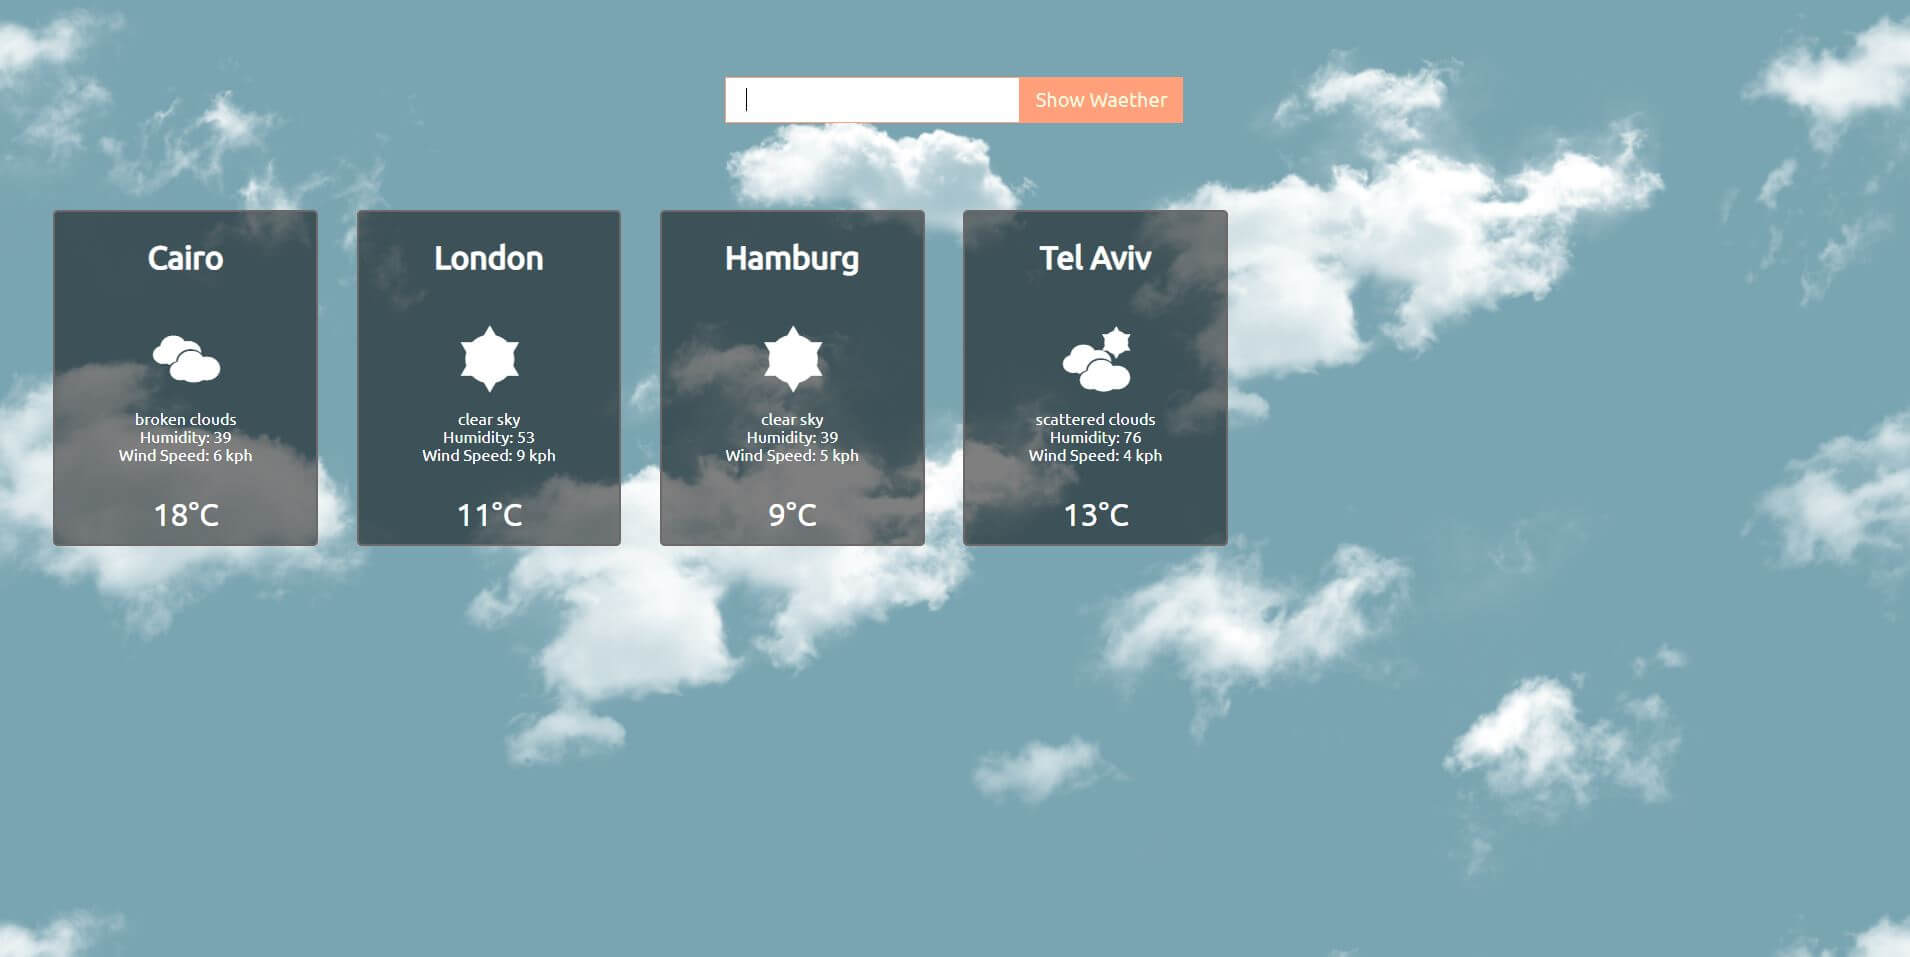 Show Waether
Cairo
broken clouds
Humidity: 39
Wind Speed: 6 kph
18°C
London
clear sky
Humidity: 53
Wind Speed: 9 kph
11°C
Hamburg
clear sky
Humidity: 39
Wind Speed: 5 kph
9°C
Tel Aviv
scattered clouds
Humidity: 76
Wind Speed: 4 kph
13°C